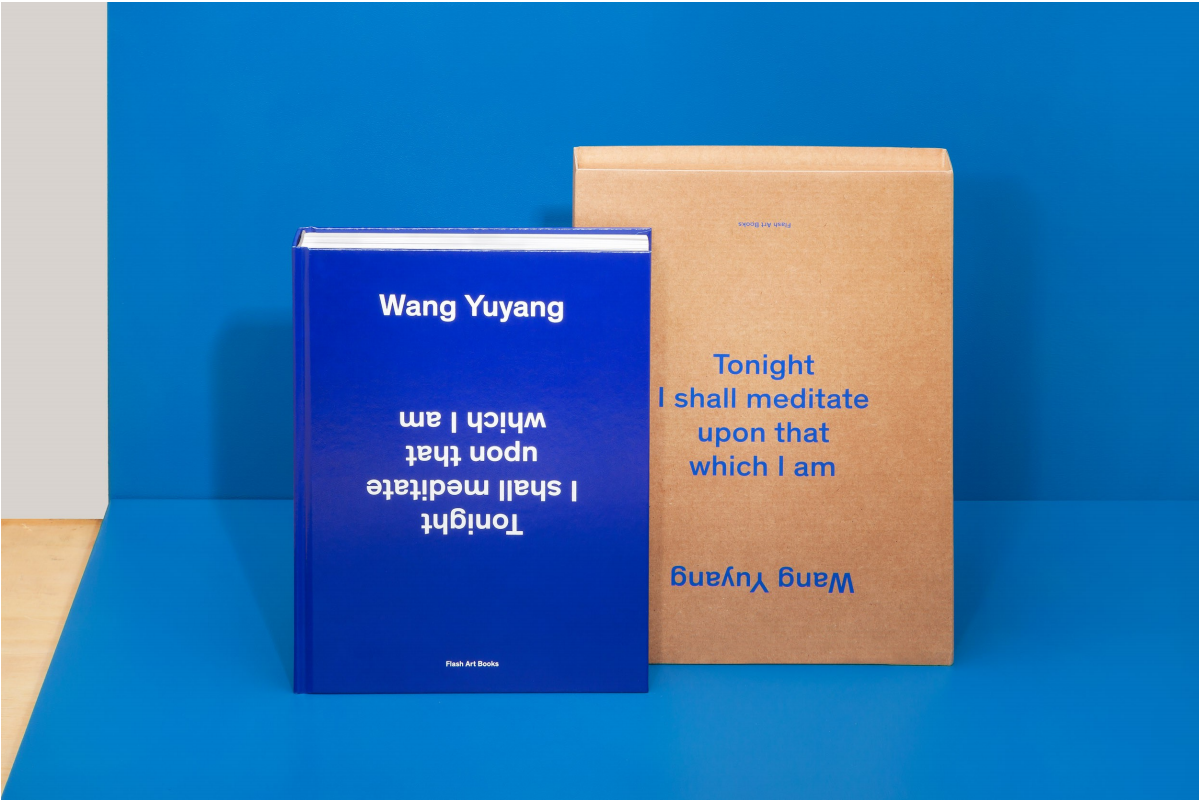 Wang Yuyang
Tonight
I shall meditate
upon that
which I am
Flash Art Books
Flash Art Books
Tonight
I shall meditate
upon that
which I am
Wang Yuyang